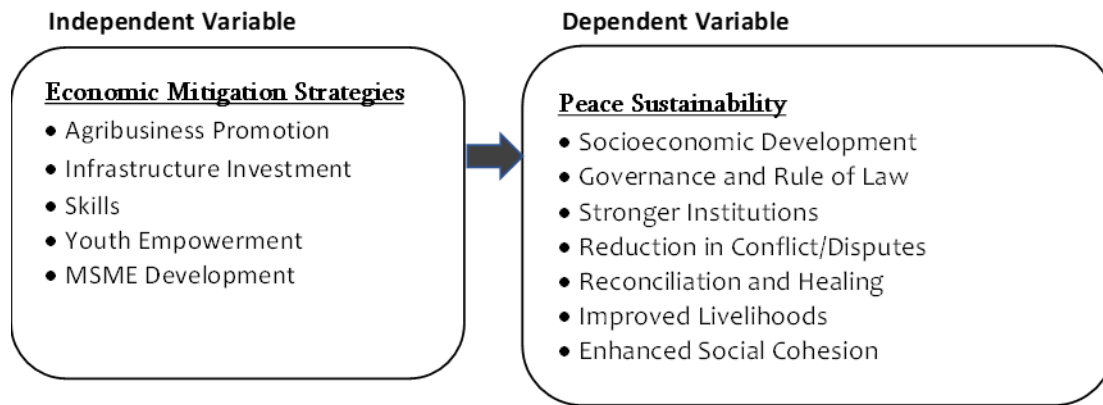 Independent Variable
Economic Mitigation Strategies
• Agribusiness Promotion
• Infrastructure Investment
• Skills
• Youth Empowerment
• MSME Development
Dependent Variable
Peace Sustainability
• Socioeconomic Development
• Governance and Rule of Law
• Stronger Institutions
• Reduction in Conflict/Disputes
• Reconciliation and Healing
• Improved Livelihoods
• Enhanced Social Cohesion